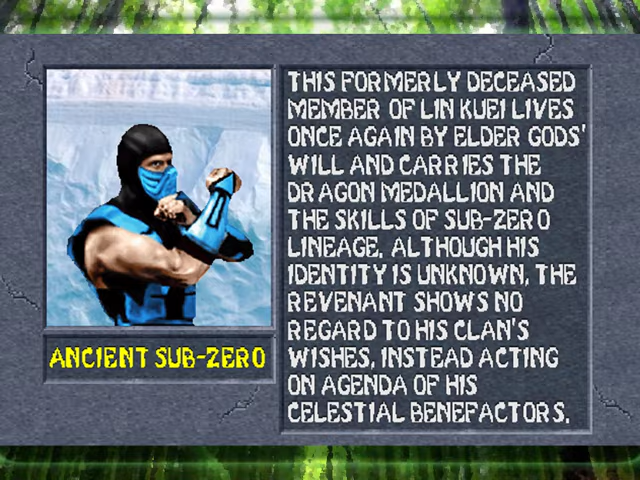 THIS FORMERLY DECEASED
MEMBER OF LIN KUEI LIVES
ONCE AGAIN BY ELDER GODS'
WILL AND CARRIES THE
DRAGON MEDALLION AND
THE SKILLS OF SUB-ZERO
LINEAGE. ALTHOUGH HIS
IDENTITY IS UNKNOWN, THE
REVENANT SHOWS NO
REGARD TO HIS CLAN'S
WISHES, INSTEAD ACTING
ON AGENDA OF HIS
CELESTIAL BENEFACTORS.
ANCIENT SUB-ZERO